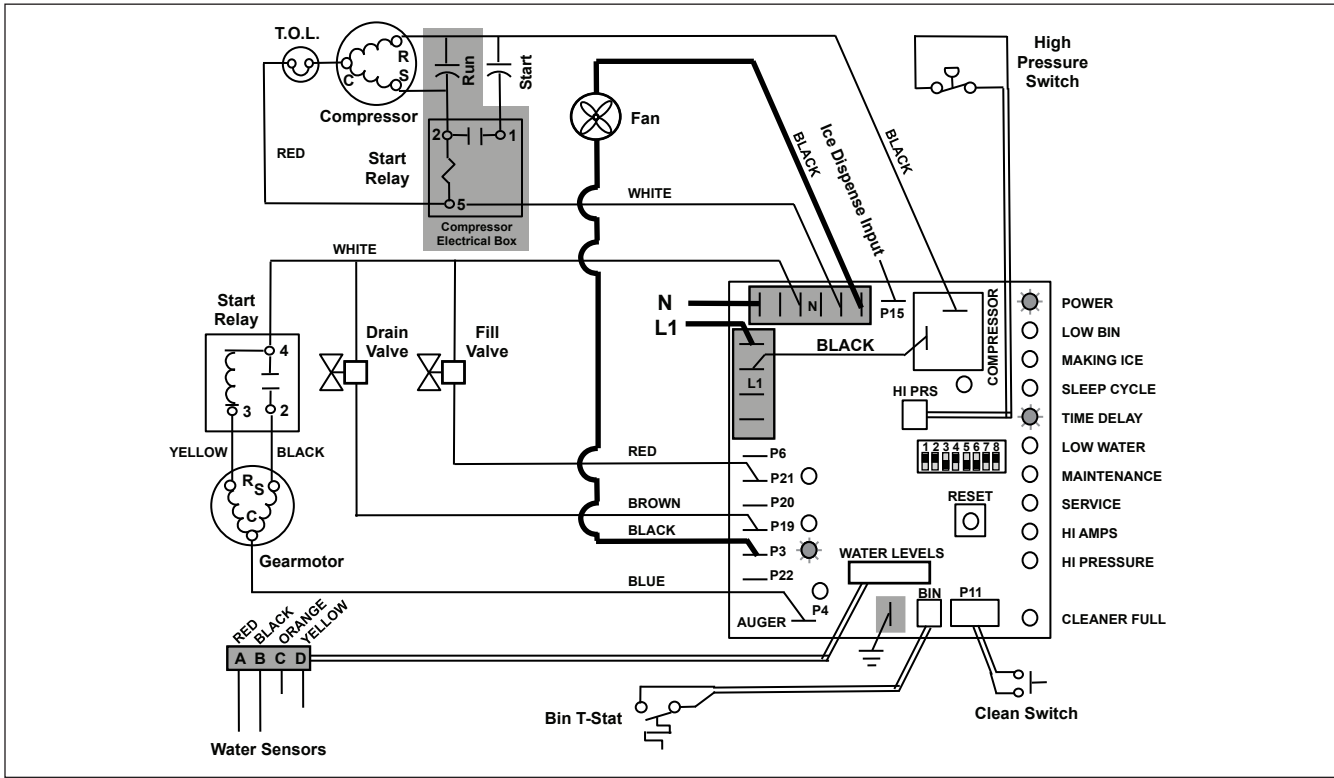 T.O.L.
R
C
S
Compressor
Run
Start
2
1
5
Start
Relay
Compressor
Electrical Box
RED
WHITE
Fan
BLACK
Ice Dispense Input
BLACK
High
Pressure
Switch
WHITE
Start
Relay
4
3
2
Drain
Valve
Fill
Valve
N
L1
N
L1
P15
BLACK
COMPRESSOR
HI PRS
POWER
LOW BIN
MAKING ICE
SLEEP CYCLE
TIME DELAY
LOW WATER
MAINTENANCE
SERVICE
HI AMPS
HI PRESSURE
CLEANER FULL
1 2 3 4 5 6 7 8
RESET
YELLOW
BLACK
R
S
C
Gearmotor
RED
BROWN
BLACK
BLUE
P6
P21
P20
P19
P3
P22
P4
AUGER
WATER LEVELS
BIN
P11
RED
BLACK
ORANGE
YELLOW
A B C D
Water Sensors
Bin T-Stat
Clean Switch